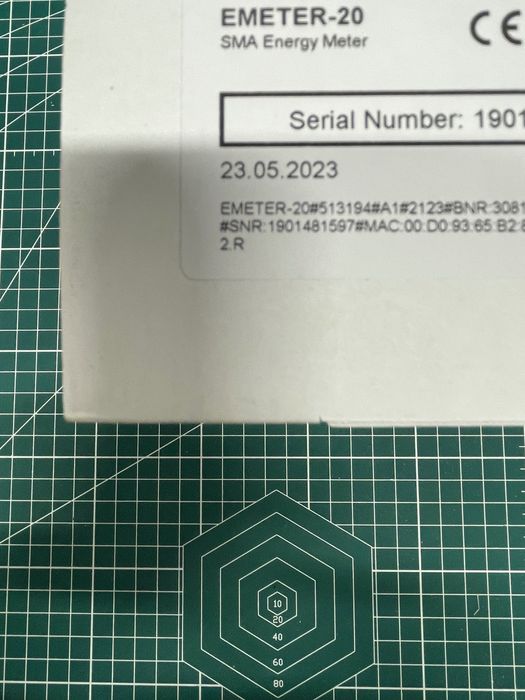 EMETER-20
SMA Energy Meter
CE
Serial Number: 1901
23.05.2023
EMETER-20#513194#A1#2123#BNR:3081
#SNR:1901481597#MAC:00:D0:93:65:B2:8
2.R
10
20
40
60
80